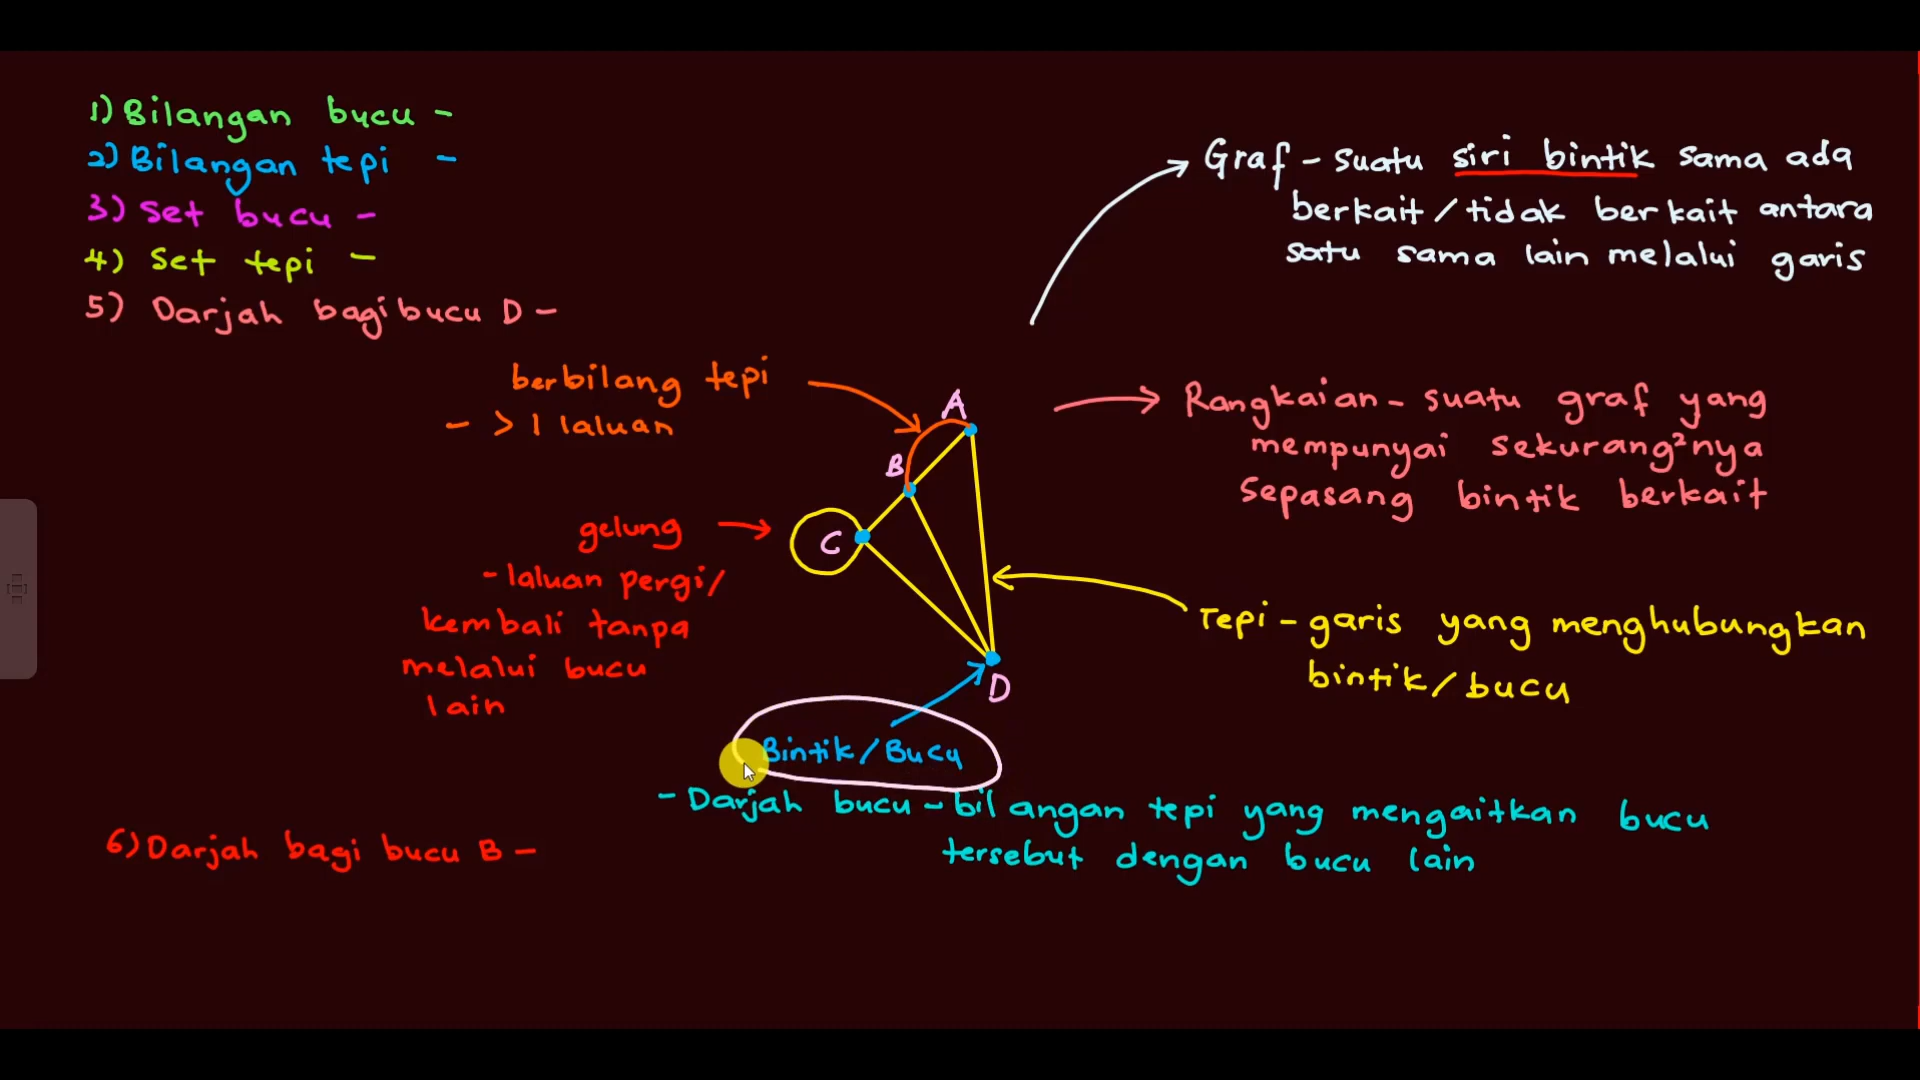 1) Bilangan bucu -
2) Bilangan tepi -
3) Set bucu -
4) Set tepi -
5) Darjah bagi bucu D -
Graf - suatu siri bintik sama ada
berkait / tidak berkait antara
satu sama lain melalui garis
berbilang tepi
- > 1 laluan
A
B
C
D
Rangkaian - suatu graf yang
mempunyai sekurang²nya
sepasang bintik berkait
gelung
- laluan pergi /
kembali tanpa
melalui bucu
lain
Tepi - garis yang menghubungkan
bintik / bucu
Bintik / Bucu
- Darjah bucu - bilangan tepi yang mengaitkan bucu
tersebut dengan bucu lain
6) Darjah bagi bucu B -